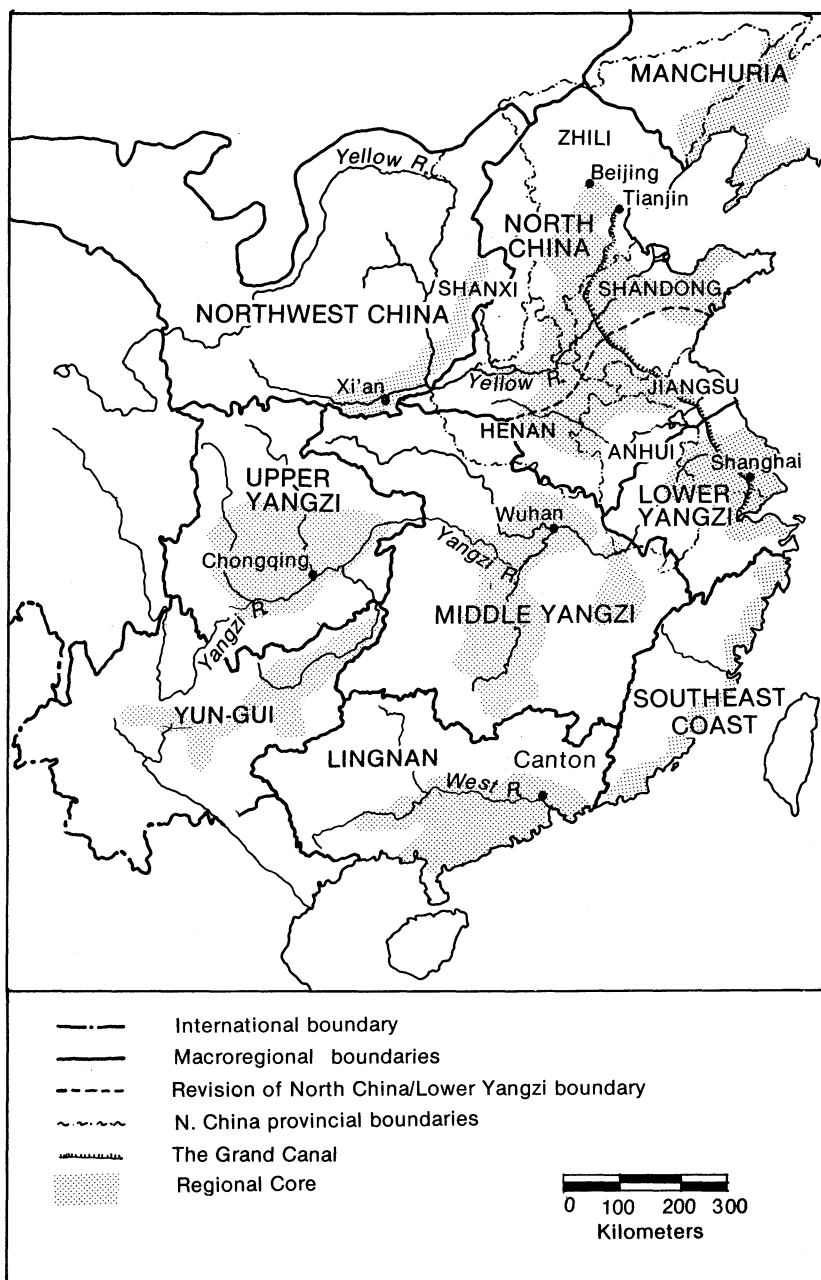 MANCHURIA
ZHILI
Yellow R.
Beijing
Tianjin
NORTH
CHINA
SHANXI
SHANDONG
NORTHWEST CHINA
Xi'an
Yellow R.
JIANGSU
HENAN
ANHUI
Shanghai
UPPER
YANGZI
LOWER
YANGZI
Wuhan
Chongqing
Yangzi R.
MIDDLE YANGZI
Yangzi R.
SOUTHEAST
COAST
YUN-GUI
LINGNAN
Canton
West R.
International boundary
Macroregional boundaries
Revision of North China/Lower Yangzi boundary
N. China provincial boundaries
The Grand Canal
Regional Core
0 100 200 300
Kilometers